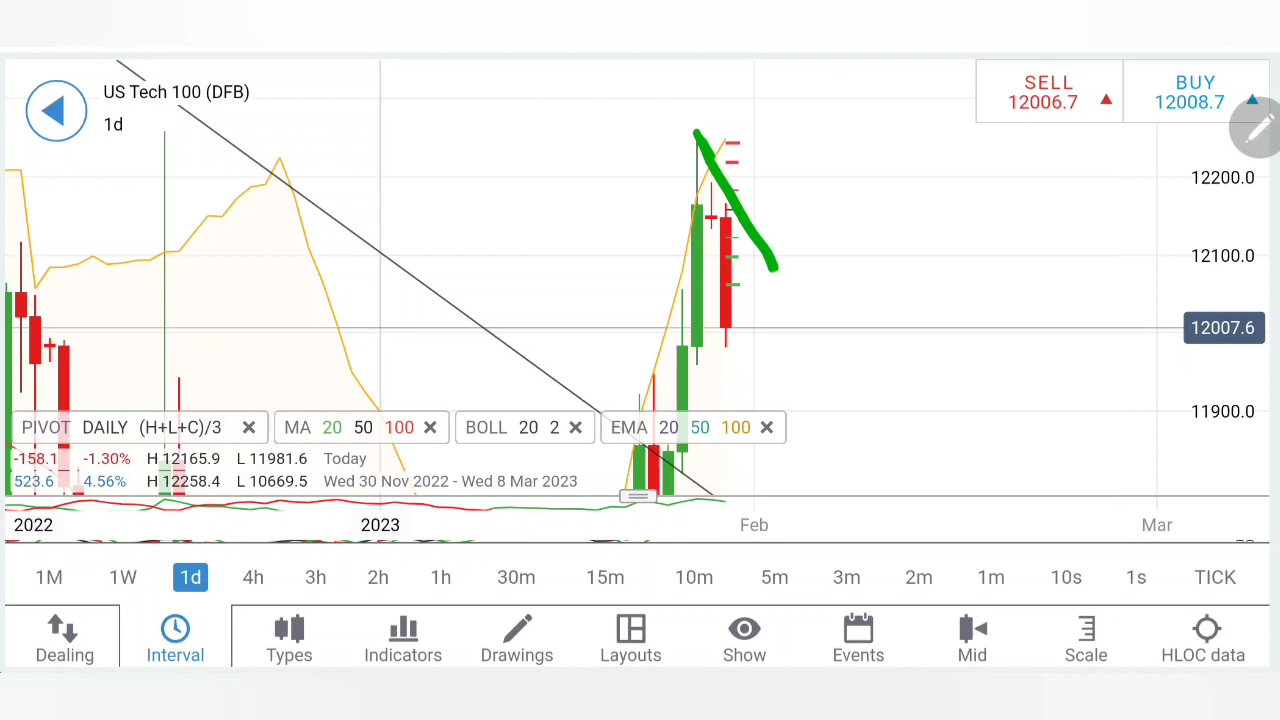 US Tech 100 (DFB)
1d
SELL
12006.7
BUY
12008.7
12200.0
12100.0
12007.6
11900.0
PIVOT DAILY (H+L+C)/3
MA 20 50 100
BOLL 20 2
EMA 20 50 100
-158.1 -1.30% H 12165.9 L 11981.6 Today
523.6 4.56% H 12258.4 L 10669.5 Wed 30 Nov 2022 - Wed 8 Mar 2023
2022 2023 Feb Mar
1M 1W 1d 4h 3h 2h 1h 30m 15m 10m 5m 3m 2m 1m 10s 1s TICK
Dealing Interval Types Indicators Drawings Layouts Show Events Mid Scale HLOC data